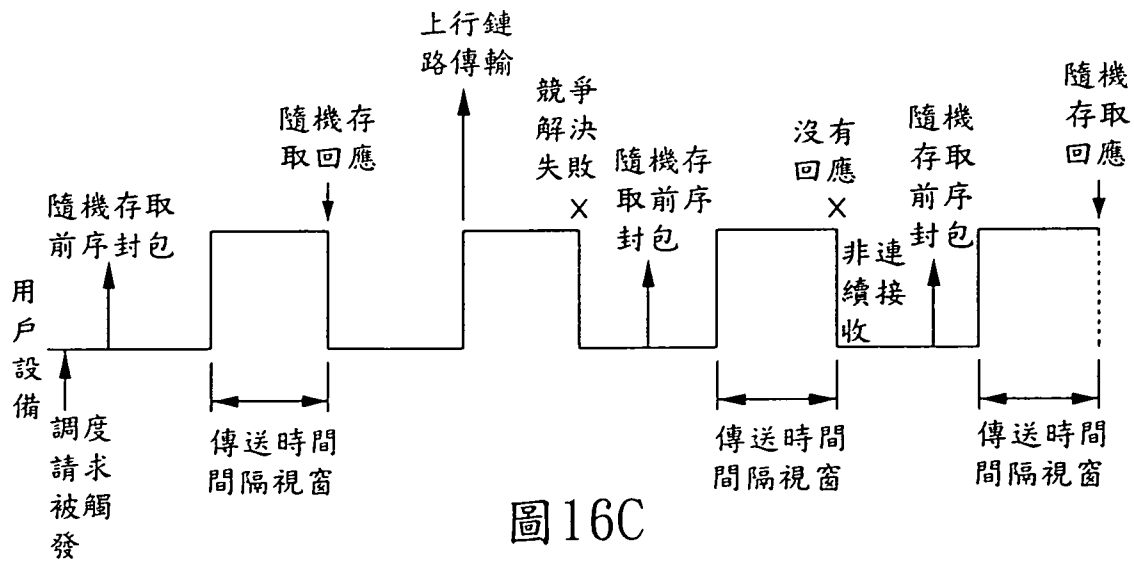 上行鏈
路傳輸
隨機存
取回應
競爭
解決
失敗
隨機存
取前序
封包
沒有
回應
隨機
存取
前序
封包
隨機
存取
回應
隨機存取
前序封包
非連
續接
收
用
戶
設
備
調度
請求
被觸
發
傳送時間
間隔視窗
傳送時間
間隔視窗
傳送時間
間隔視窗
圖16C